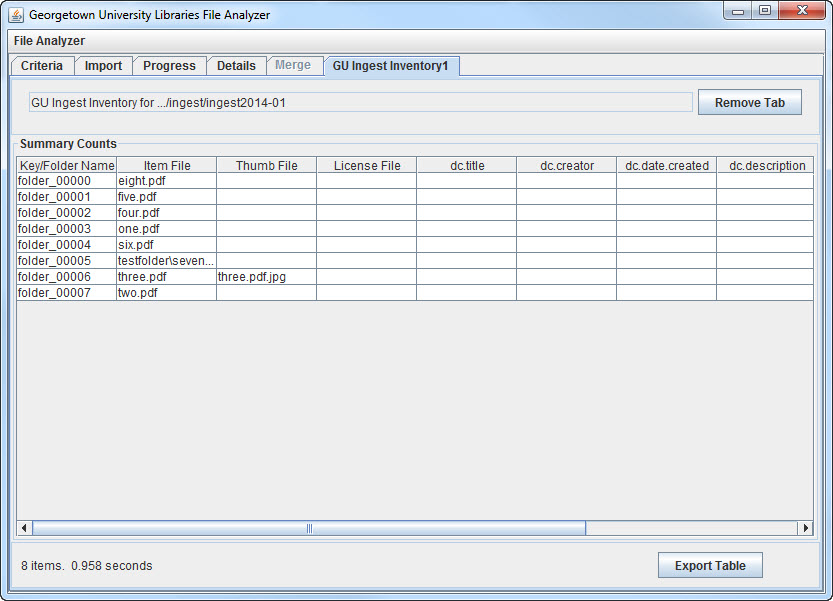 Georgetown University Libraries File Analyzer
File Analyzer
Criteria Import Progress Details Merge GU Ingest Inventory1
GU Ingest Inventory for .../ingest/ingest2014-01 Remove Tab
Summary Counts
Key/Folder Name Item File Thumb File License File dc.title dc.creator dc.date.created dc.description
folder_00000 eight.pdf
folder_00001 five.pdf
folder_00002 four.pdf
folder_00003 one.pdf
folder_00004 six.pdf
folder_00005 testfolder\seven...
folder_00006 three.pdf three.pdf.jpg
folder_00007 two.pdf
8 items. 0.958 seconds Export Table